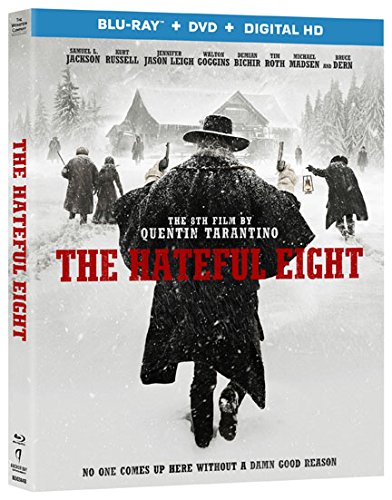 BLU-RAY™ + DVD + DIGITAL HD
SAMUEL L. JACKSON
KURT RUSSELL
JENNIFER JASON LEIGH
WALTON GOGGINS
DEMIAN BICHIR
TIM ROTH
MICHAEL MADSEN
AND BRUCE DERN
THE 8TH FILM BY
QUENTIN TARANTINO
THE HATEFUL EIGHT
NO ONE COMES UP HERE WITHOUT A DAMN GOOD REASON
THE HATEFUL EIGHT